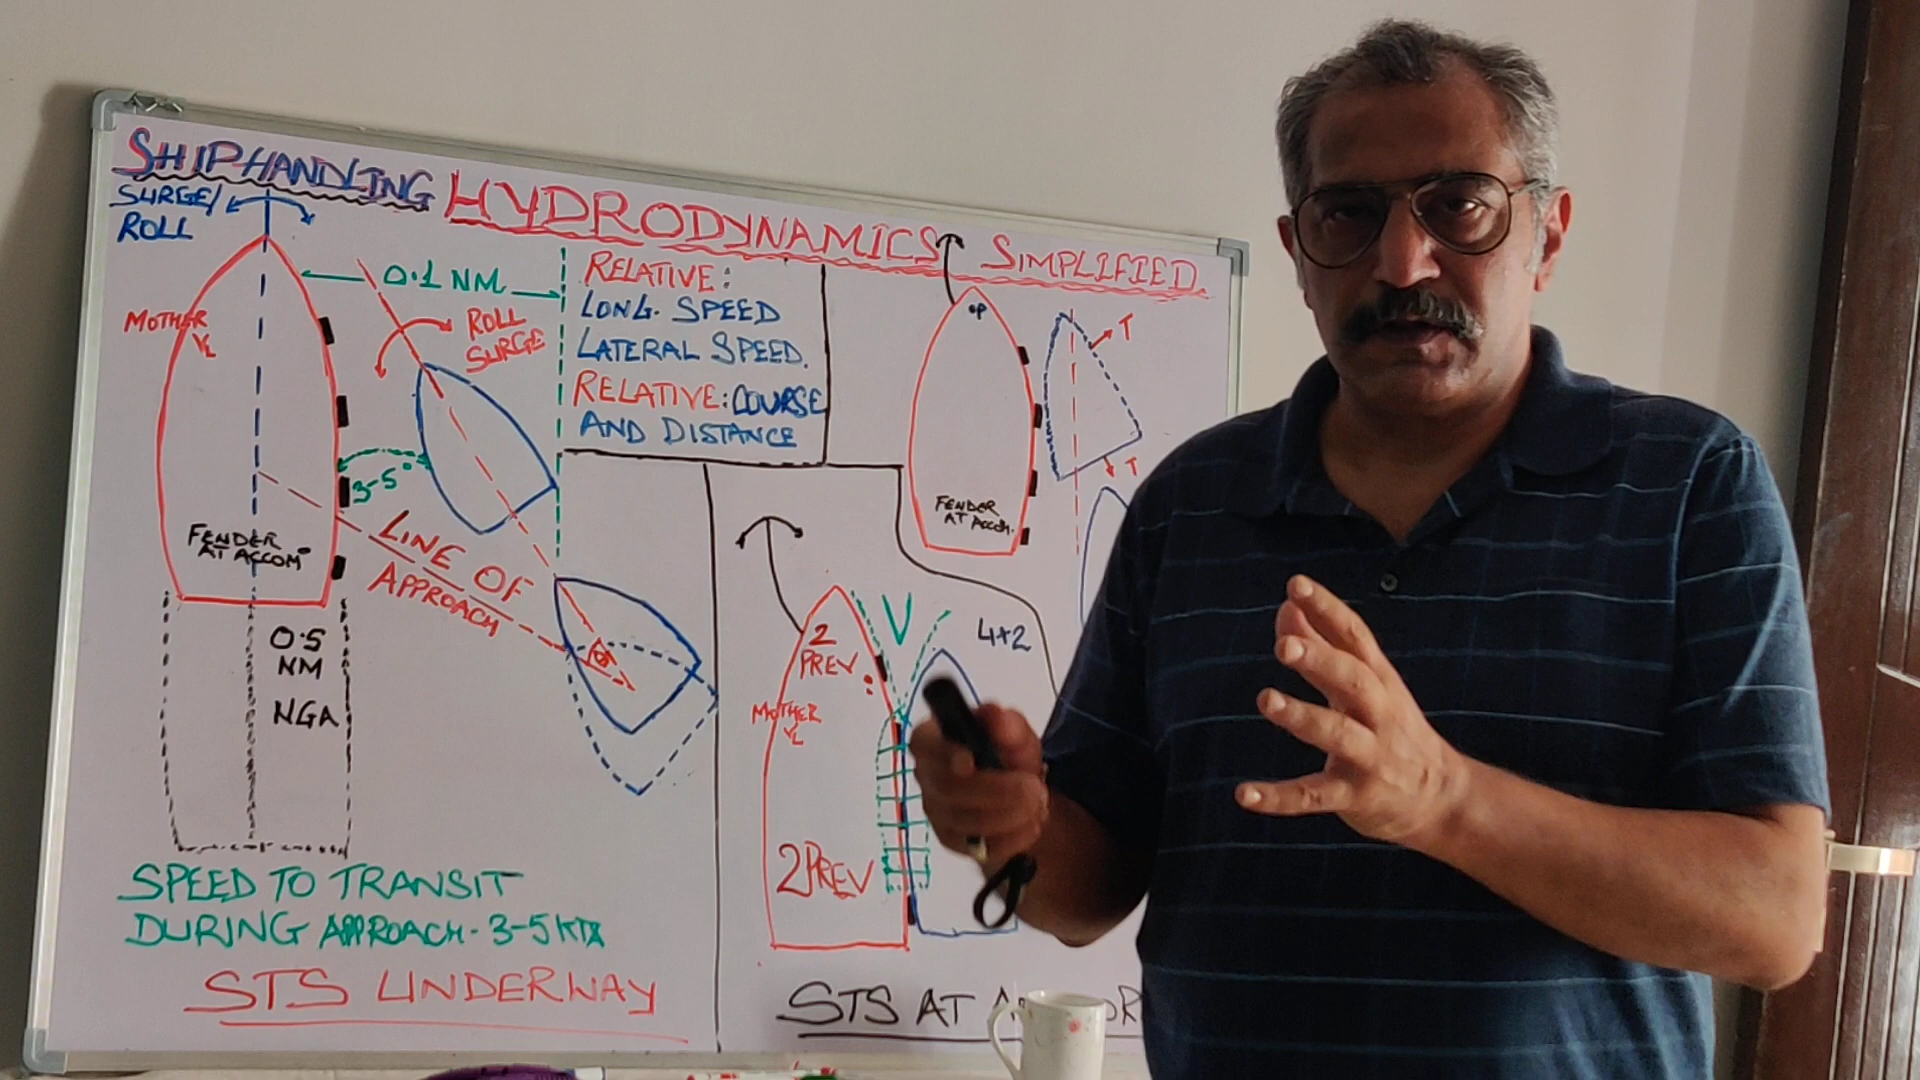 SHIPHANDLING HYDRODYNAMICS SIMPLIFIED.
SURGE/
ROLL
0.1 NM
MOTHER
VL
ROLL
SURGE
RELATIVE:
LONG. SPEED
LATERAL SPEED.
RELATIVE: COURSE
AND DISTANCE
3-5°
FENDER
AT ACCOM°
LINE OF
APPROACH
0.5
NM
NGA
SPEED TO TRANSIT
DURING APPROACH - 3-5 KTS
STS UNDERWAY
T
T
FENDER
AT ACCOM.
V
2
PREV
4+2
MOTHER
VL
2 PREV
STS AT